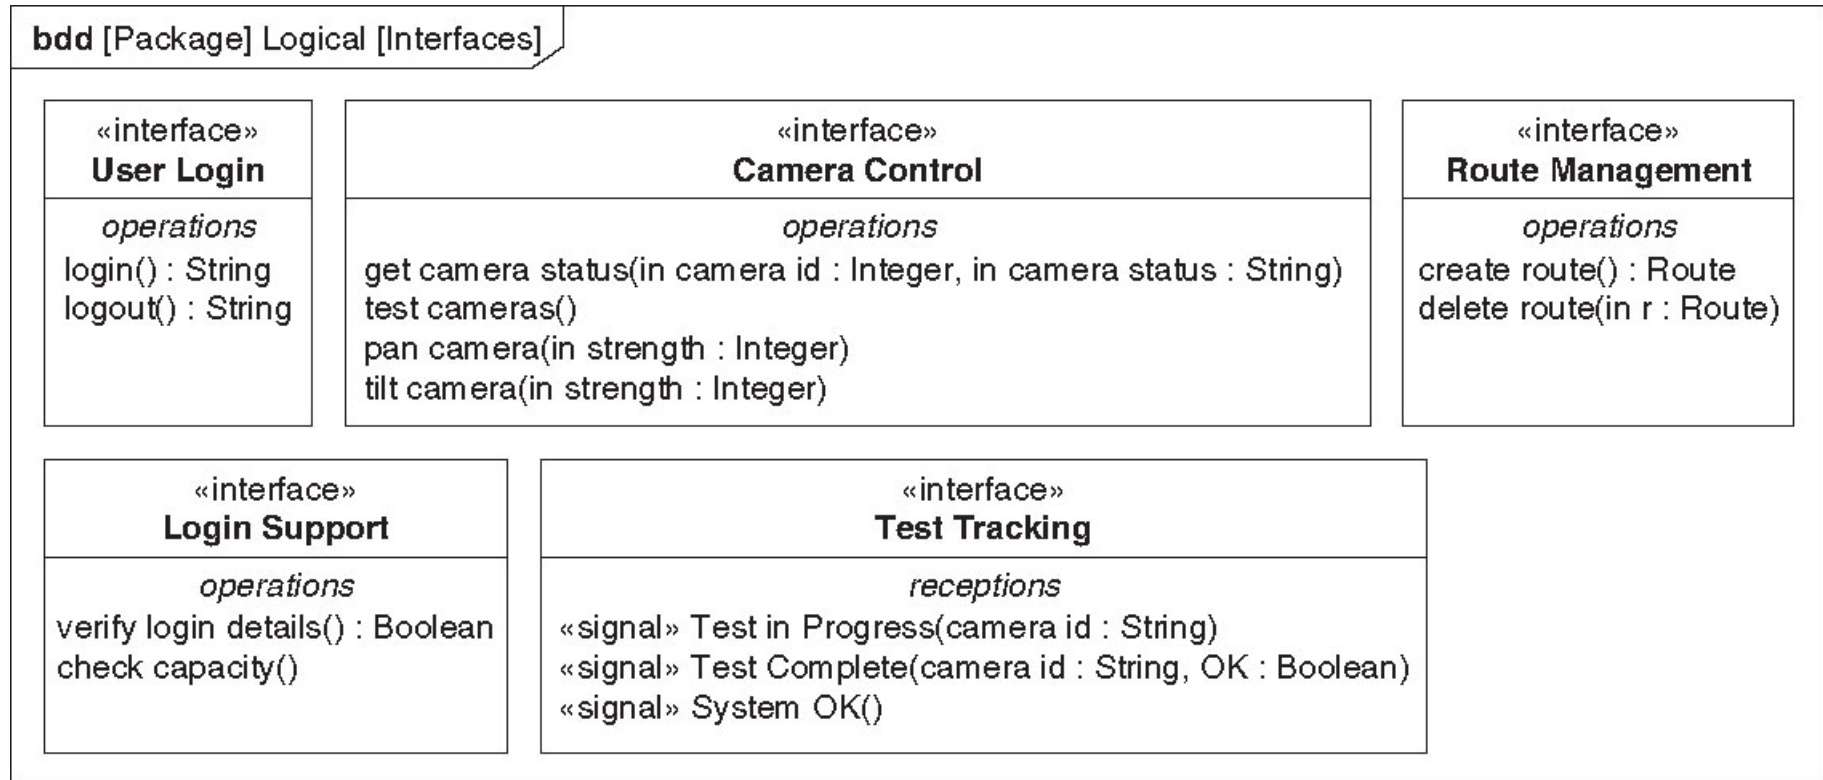 bdd [Package] Logical [Interfaces]
«interface»
User Login
operations
login() : String
logout() : String
«interface»
Camera Control
operations
get camera status(in camera id : Integer, in camera status : String)
test cameras()
pan camera(in strength : Integer)
tilt camera(in strength : Integer)
«interface»
Route Management
operations
create route() : Route
delete route(in r : Route)
«interface»
Login Support
operations
verify login details() : Boolean
check capacity()
«interface»
Test Tracking
receptions
«signal» Test in Progress(camera id : String)
«signal» Test Complete(camera id : String, OK : Boolean)
«signal» System OK()